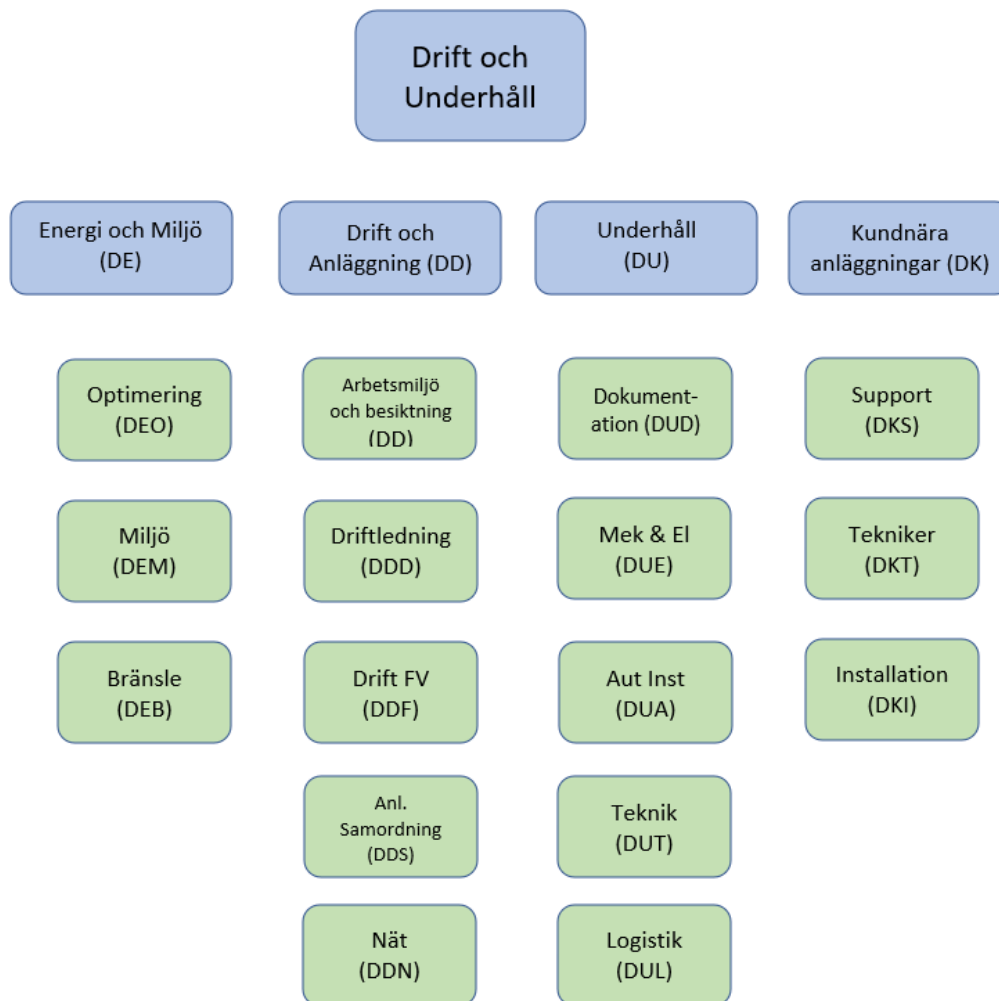 Drift och
Underhåll
Energi och Miljö
(DE)
Drift och
Anläggning (DD)
Underhåll
(DU)
Kundnära
anläggningar (DK)
Optimering
(DEO)
Arbetsmiljö
och besiktning
(DD)
Dokument-
ation (DUD)
Support
(DKS)
Miljö
(DEM)
Driftledning
(DDD)
Mek & El
(DUE)
Tekniker
(DKT)
Bränsle
(DEB)
Drift FV
(DDF)
Aut Inst
(DUA)
Installation
(DKI)
Anl.
Samordning
(DDS)
Teknik
(DUT)
Nät
(DDN)
Logistik
(DUL)